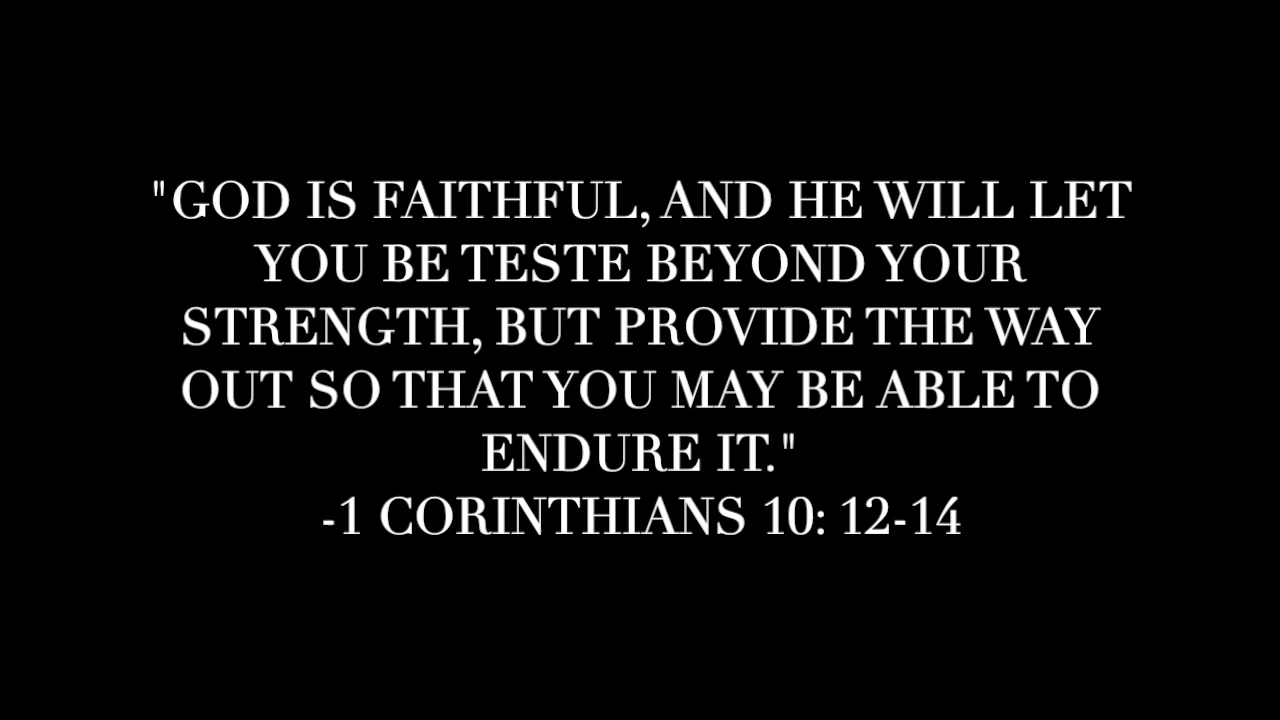 "GOD IS FAITHFUL, AND HE WILL LET
YOU BE TESTE BEYOND YOUR
STRENGTH, BUT PROVIDE THE WAY
OUT SO THAT YOU MAY BE ABLE TO
ENDURE IT."
-1 CORINTHIANS 10: 12-14